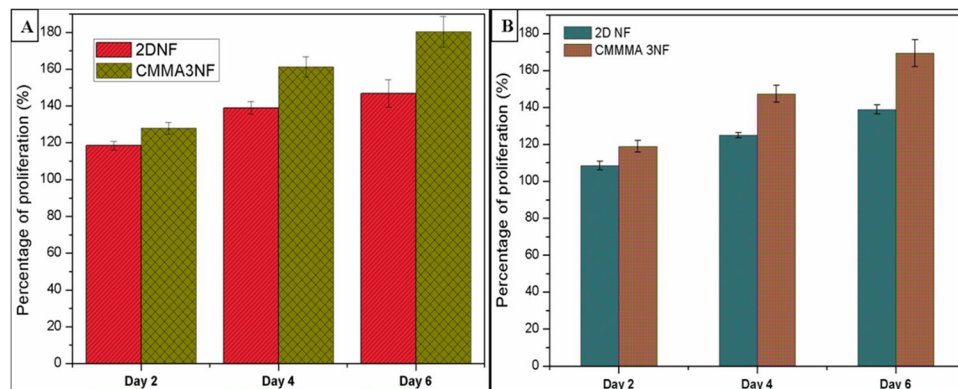 A
2DNF
CMMA3NF
Percentage of proliferation (%)
180
160
140
120
100
80
60
40
20
0
Day 2
Day 4
Day 6
B
2D NF
CMMMA 3NF
Percentage of proliferation (%)
180
160
140
120
100
80
60
40
20
0
Day 2
Day 4
Day 6